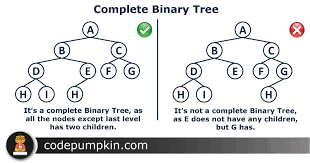 Complete Binary Tree
A
B C
D E F G
H I
It's a complete Binary Tree, as
all the nodes except last level
has two children.
A
B C
D E F G
H I
It's not a complete Binary Tree,
as E does not have any children,
but G has.
codepumpkin.com